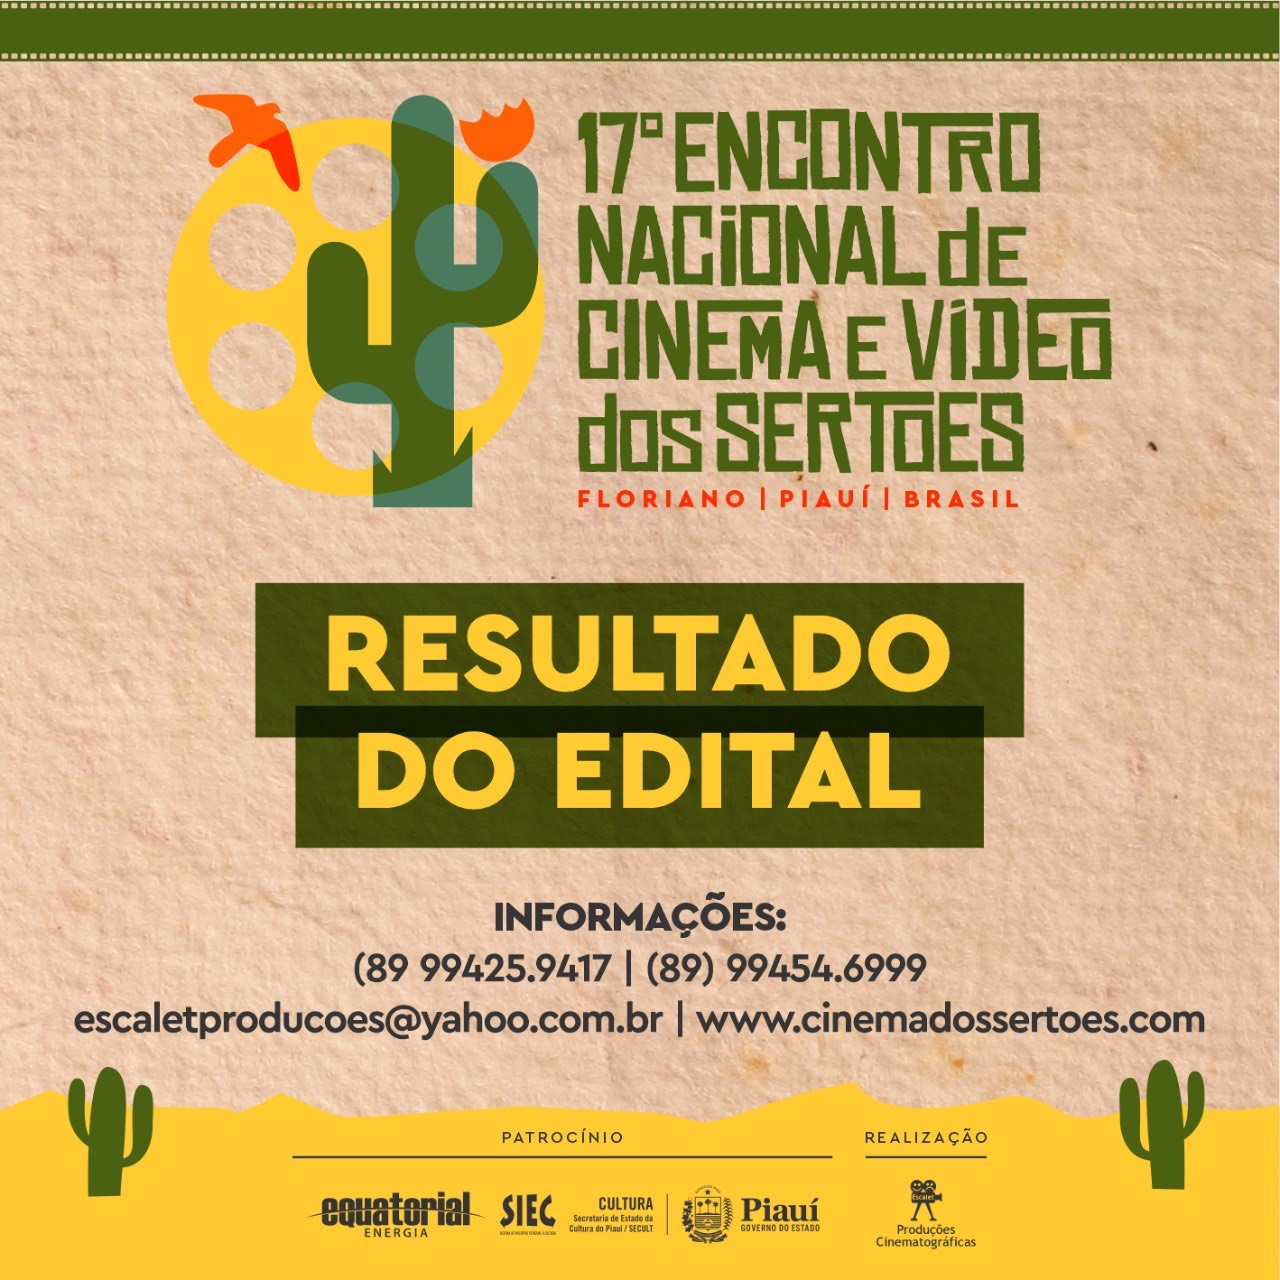 17º ENCONTRO
NACIONAL de
CINEMA E VÍDEO
dos SERTÕES
FLORIANO | PIAUÍ | BRASIL
RESULTADO
DO EDITAL
INFORMAÇÕES:
(89 99425.9417 | (89) 99454.6999
escaletproducoes@yahoo.com.br | www.cinemadossertoes.com
PATROCÍNIO
REALIZAÇÃO
equatorial
ENERGIA
SIEC
CULTURA
Secretaria de Estado da
Cultura do Piauí / SECULT
Piauí
GOVERNO DO ESTADO
Escalet
Produções
Cinematográficas